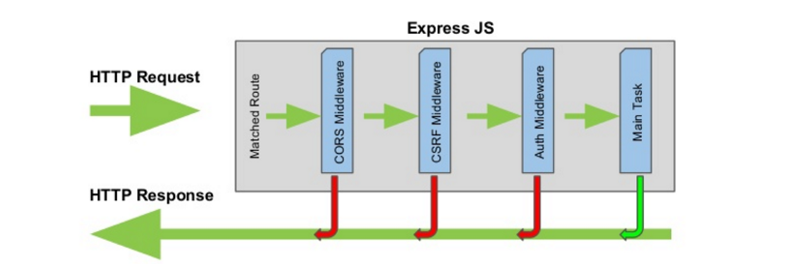 Express JS
HTTP Request
Matched Route
CORS Middleware
CSRF Middleware
Auth Middleware
Main Task
HTTP Response